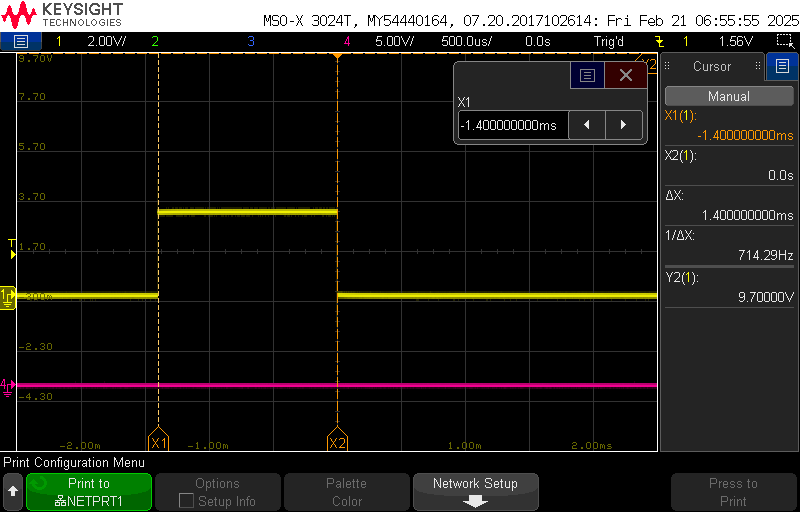 KEYSIGHT
TECHNOLOGIES
MSO-X 3024T, MY54440164, 07.20.2017102614: Fri Feb 21 06:55:55 2025
1 2.00V/ 2 3 4 5.00V/ 500.0us/ 0.0s Trig'd 1 1.56V
9.70V
7.70
5.70
3.70
1.70
-300m
-2.30
-4.30
T
1
4
-2.00m -1.00m 1.00m 2.00ms
X1 X2
Y2
X1
-1.400000000ms
Cursor
Manual
X1(1):
-1.400000000ms
X2(1):
0.0s
ΔX:
1.400000000ms
1/ΔX:
714.29Hz
Y2(1):
9.70000V
Print Configuration Menu
Print to
NETPRT1
Options
Setup Info
Palette
Color
Network Setup
Press to
Print